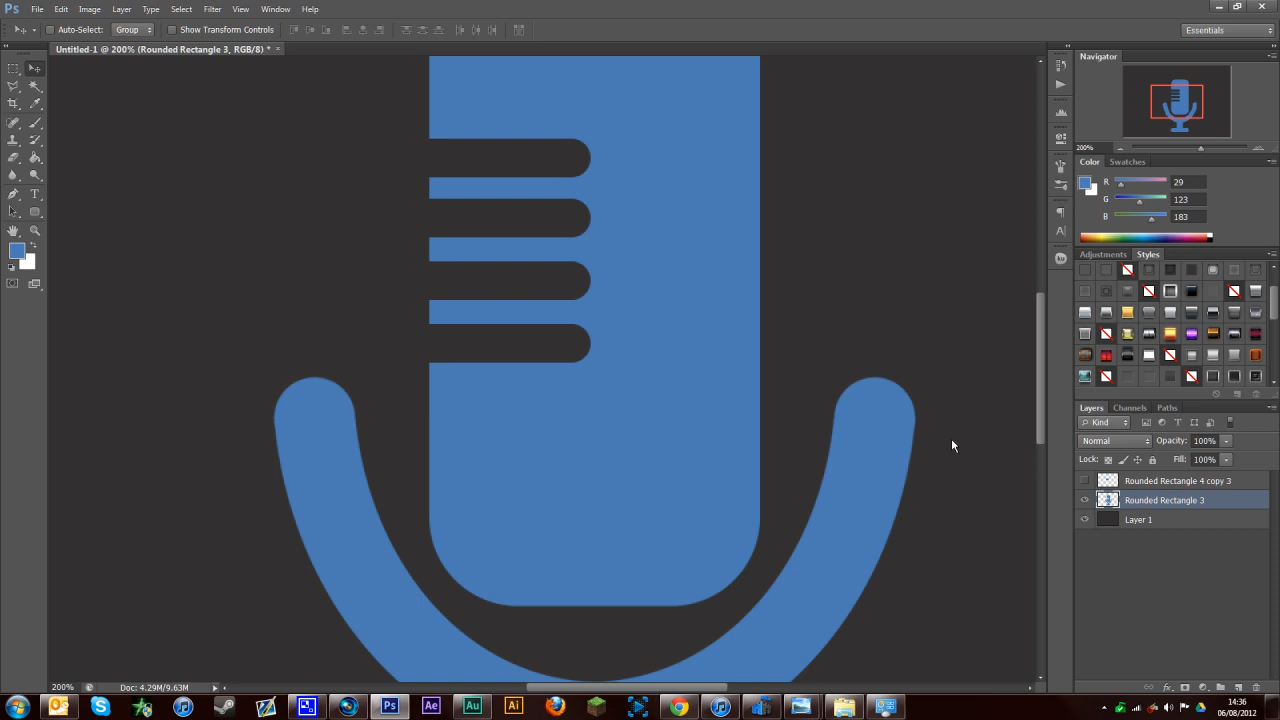 Ps File Edit Image Layer Type Select Filter View Window Help
Auto-Select: Group Show Transform Controls Essentials
Untitled-1 @ 200% (Rounded Rectangle 3, RGB/8) * ×
Navigator
200%
Color Swatches
R 29
G 123
B 183
Adjustments Styles
Layers Channels Paths
Kind
Normal Opacity: 100%
Lock: Fill: 100%
Rounded Rectangle 4 copy 3
Rounded Rectangle 3
Layer 1
200% Doc: 4.29M/9.63M
Ps Ae Au Ai
14:36
06/08/2012